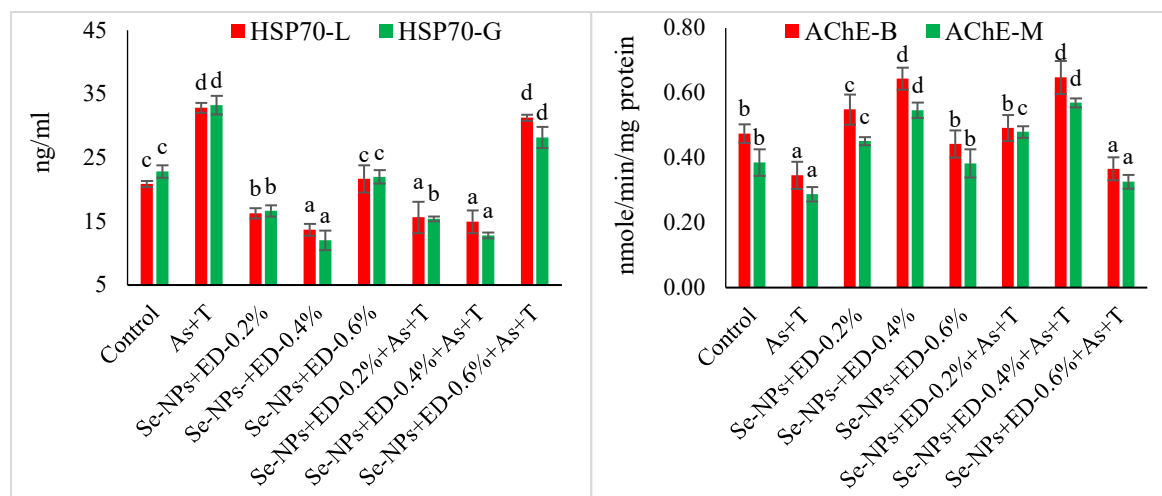 HSP70-L HSP70-G
ng/ml
45
35
25
15
5
c c d d b b a a c c a b a a d d
Control
As+T
Se-NPs+ED-0.2%
Se-NPs-+ED-0.4%
Se-NPs+ED-0.6%
Se-NPs+ED-0.2%+As+T
Se-NPs+ED-0.4%+As+T
Se-NPs+ED-0.6%+As+T
AChE-B AChE-M
nmole/min/mg protein
0.80
0.60
0.40
0.20
0.00
b b a a c c d d b b b c d d a a
Control
As+T
Se-NPs+ED-0.2%
Se-NPs-+ED-0.4%
Se-NPs+ED-0.6%
Se-NPs+ED-0.2%+As+T
Se-NPs+ED-0.4%+As+T
Se-NPs+ED-0.6%+As+T